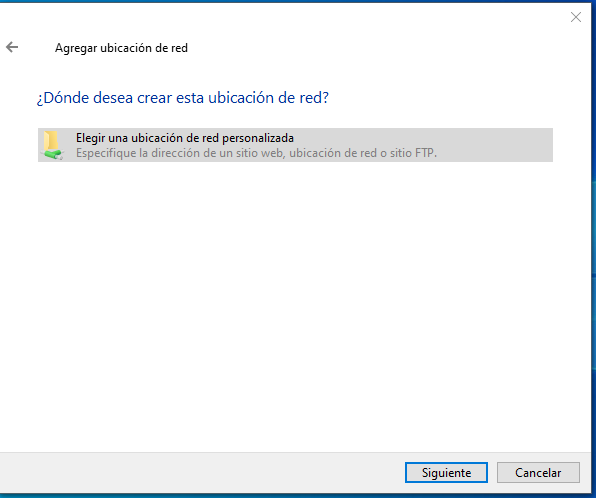 Agregar ubicación de red
¿Dónde desea crear esta ubicación de red?
Elegir una ubicación de red personalizada
Especifique la dirección de un sitio web, ubicación de red o sitio FTP.
Siguiente
Cancelar